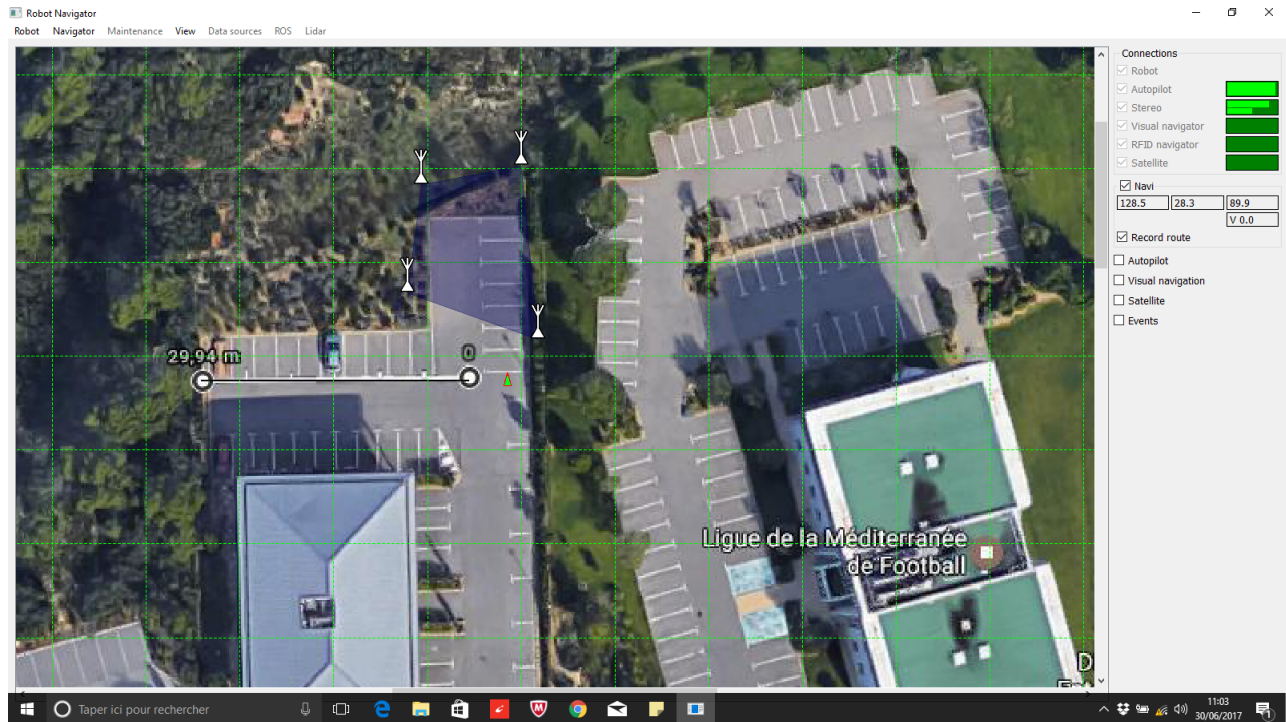 Robot Navigator
Robot Navigator Maintenance View Data sources ROS Lidar
Connections
Robot
Autopilot
Stereo
Visual navigator
RFID navigator
Satellite
Navi
128.5 28.3 89.9
V 0.0
Record route
Autopilot
Visual navigation
Satellite
Events
29,94 m
0
Ligue de la Méditerranée
de Football
D
Taper ici pour rechercher
11:03
30/06/2017
1